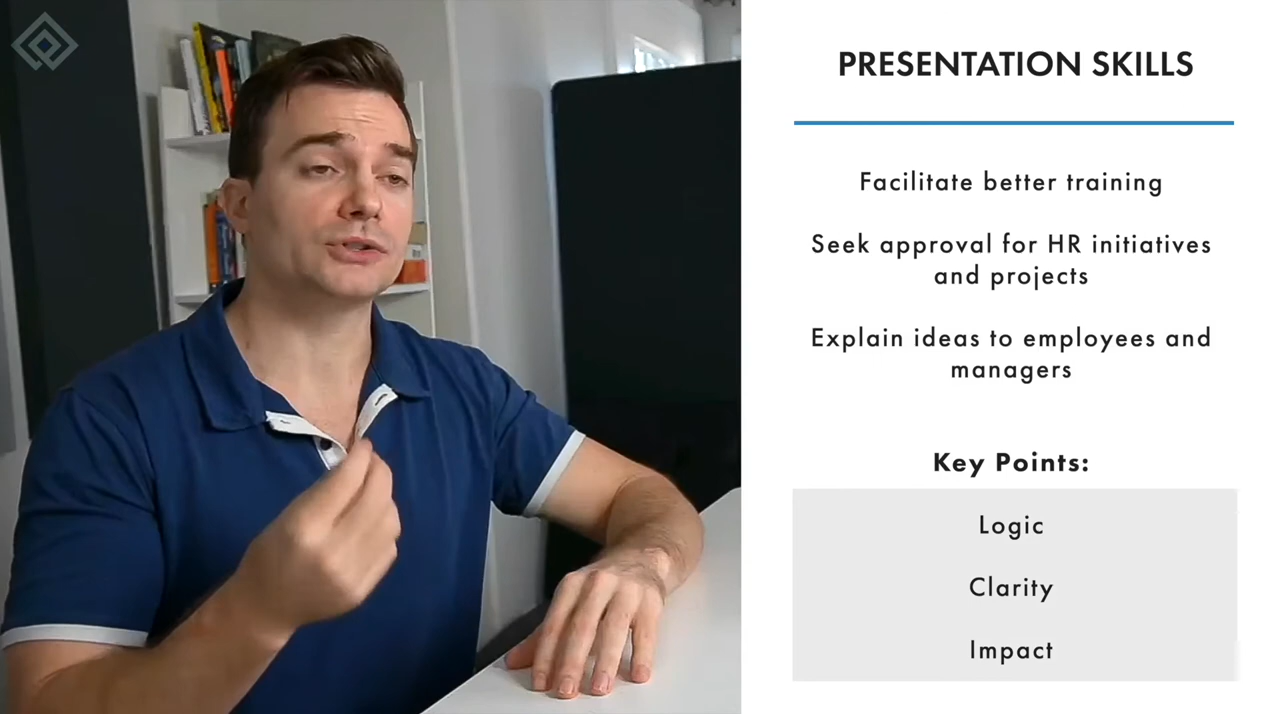 PRESENTATION SKILLS
Facilitate better training
Seek approval for HR initiatives
and projects
Explain ideas to employees and
managers
Key Points:
Logic
Clarity
Impact